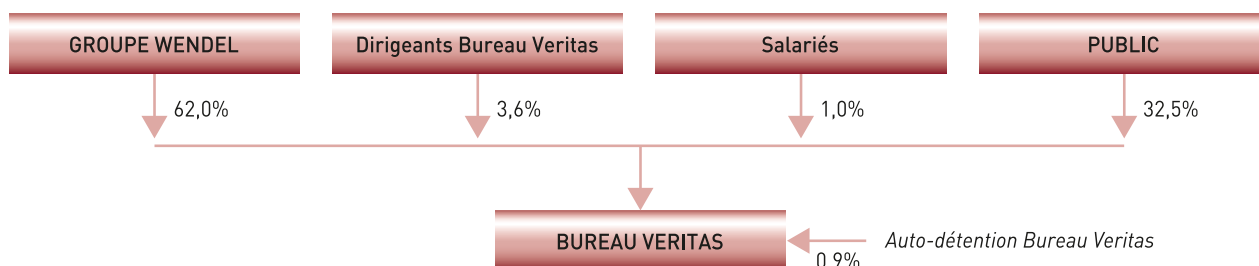 GROUPE WENDEL
Dirigeants Bureau Veritas
Salariés
PUBLIC
62,0%
3,6%
1,0%
32,5%
BUREAU VERITAS
Auto-détention Bureau Veritas
0,9%